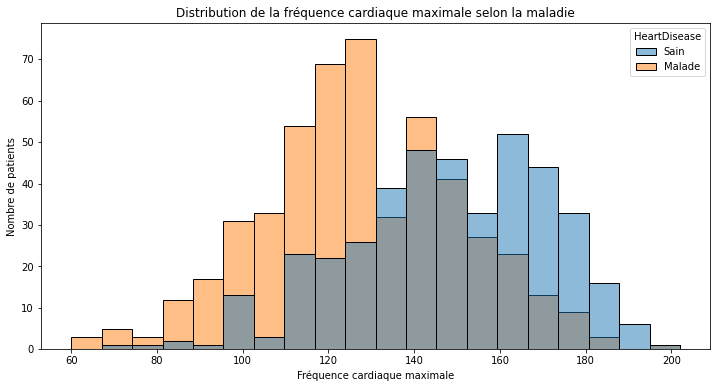 Distribution de la fréquence cardiaque maximale selon la maladie
HeartDisease
Sain
Malade
Nombre de patients
70
60
50
40
30
20
10
0
60 80 100 120 140 160 180 200
Fréquence cardiaque maximale